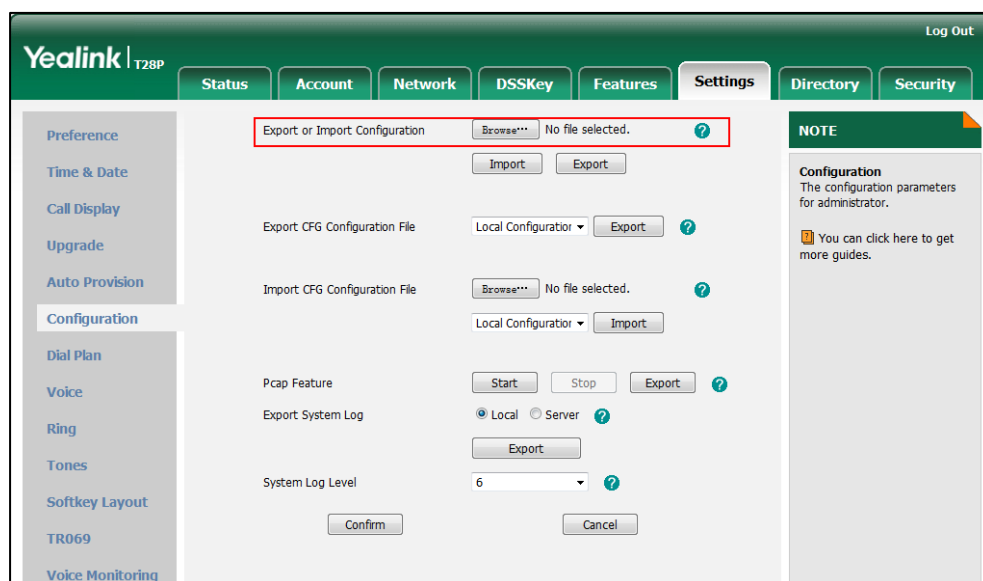 Log Out
Yealink | T28P
Status Account Network DSSKey Features Settings Directory Security
Preference
Time & Date
Call Display
Upgrade
Auto Provision
Configuration
Dial Plan
Voice
Ring
Tones
Softkey Layout
TR069
Voice Monitoring
Export or Import Configuration Browse... No file selected. ?
Import Export
Export CFG Configuration File Local Configuration Export ?
Import CFG Configuration File Browse... No file selected. ?
Local Configuration Import
Pcap Feature Start Stop Export ?
Export System Log Local Server ?
Export
System Log Level 6 ?
Confirm Cancel
NOTE
Configuration
The configuration parameters
for administrator.
? You can click here to get
more guides.